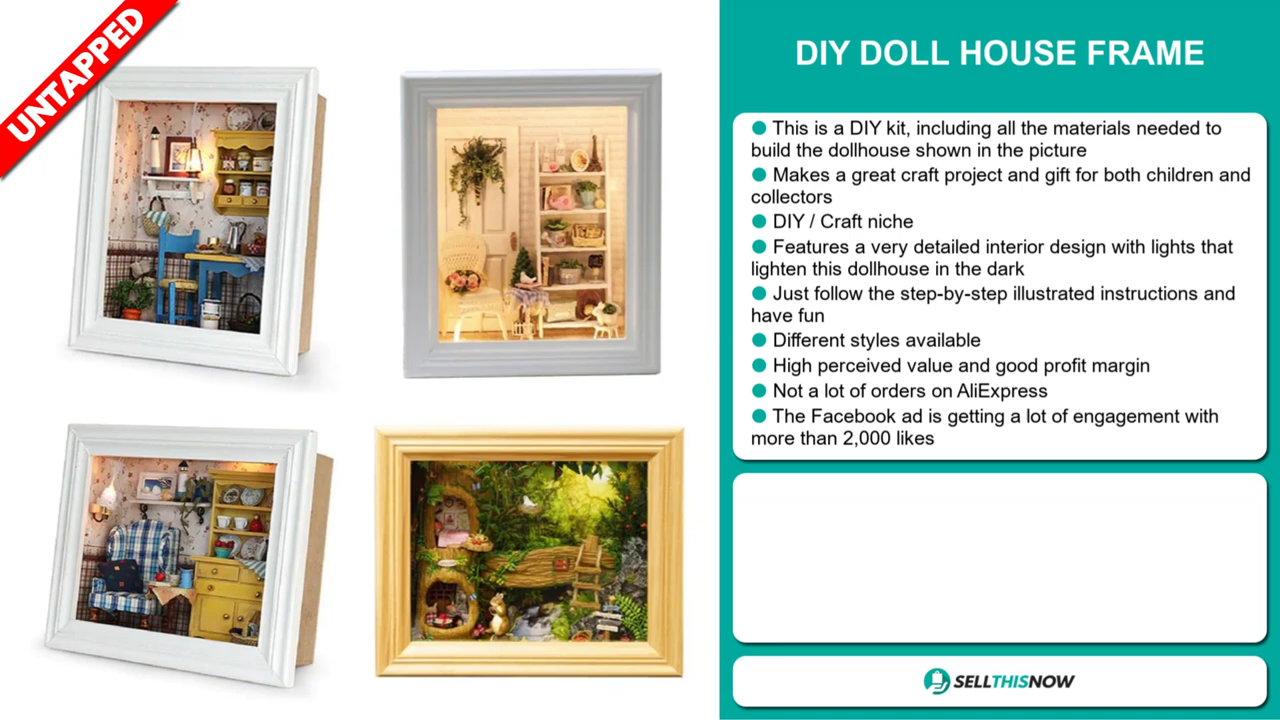 UNTAPPED
DIY DOLL HOUSE FRAME
● This is a DIY kit, including all the materials needed to
build the dollhouse shown in the picture
● Makes a great craft project and gift for both children and
collectors
● DIY / Craft niche
● Features a very detailed interior design with lights that
lighten this dollhouse in the dark
● Just follow the step-by-step illustrated instructions and
have fun
● Different styles available
● High perceived value and good profit margin
● Not a lot of orders on AliExpress
● The Facebook ad is getting a lot of engagement with
more than 2,000 likes
SELLTHISNOW